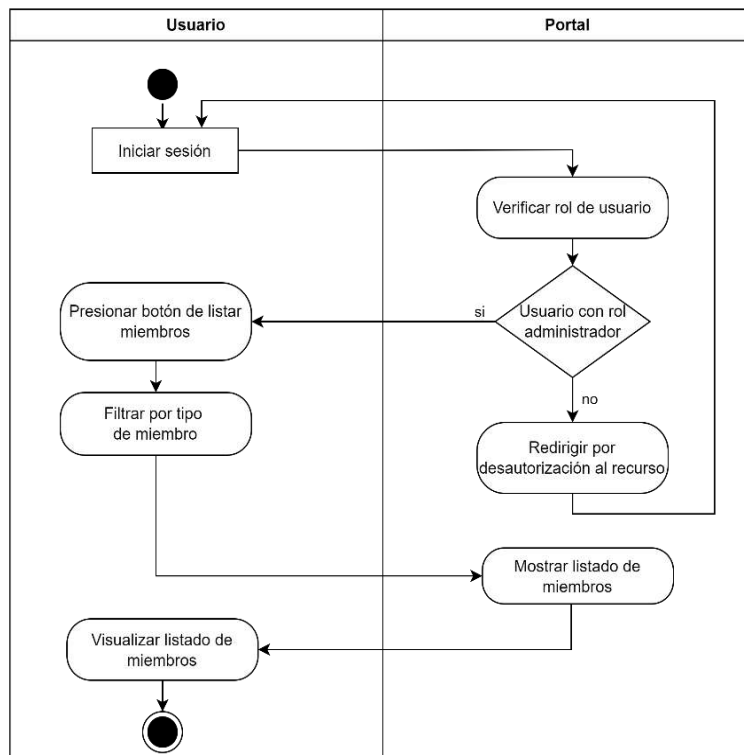 Usuario
Portal
Iniciar sesión
Verificar rol de usuario
Usuario con rol
administrador
si
no
Presionar botón de listar
miembros
Filtrar por tipo
de miembro
Redirigir por
desautorización al recurso
Mostrar listado de
miembros
Visualizar listado de
miembros